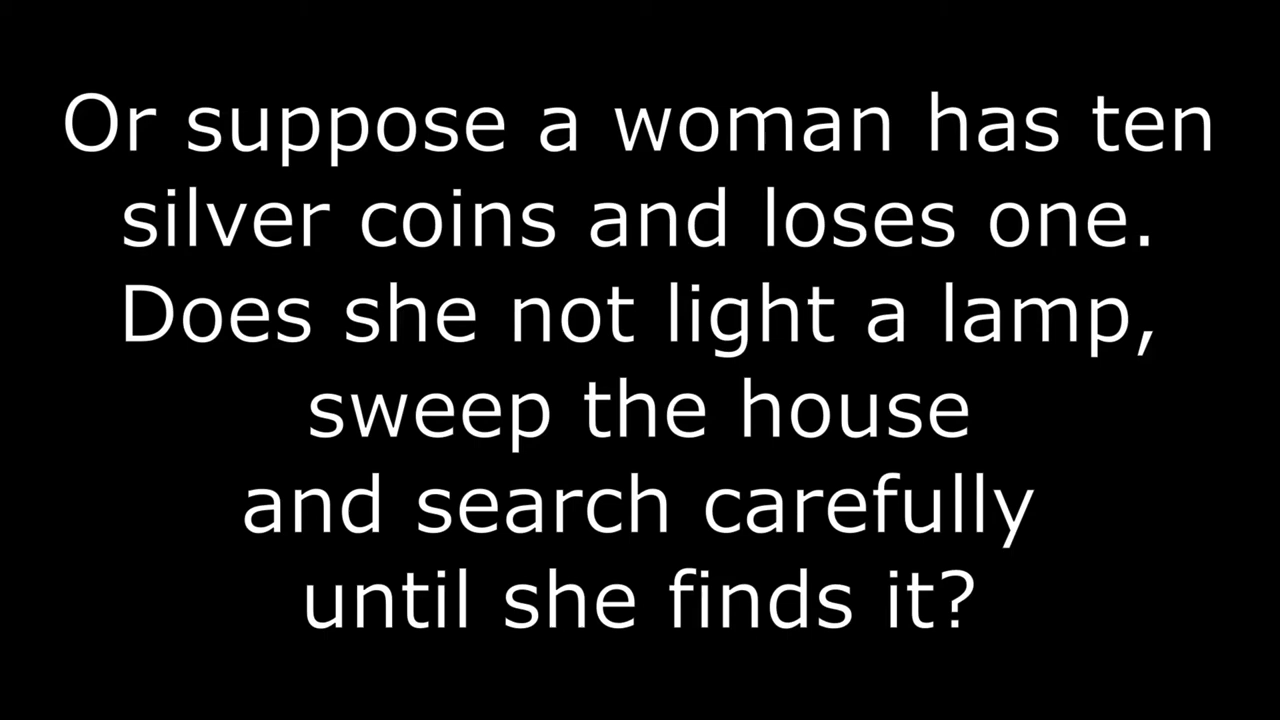 Or suppose a woman has ten
silver coins and loses one.
Does she not light a lamp,
sweep the house
and search carefully
until she finds it?